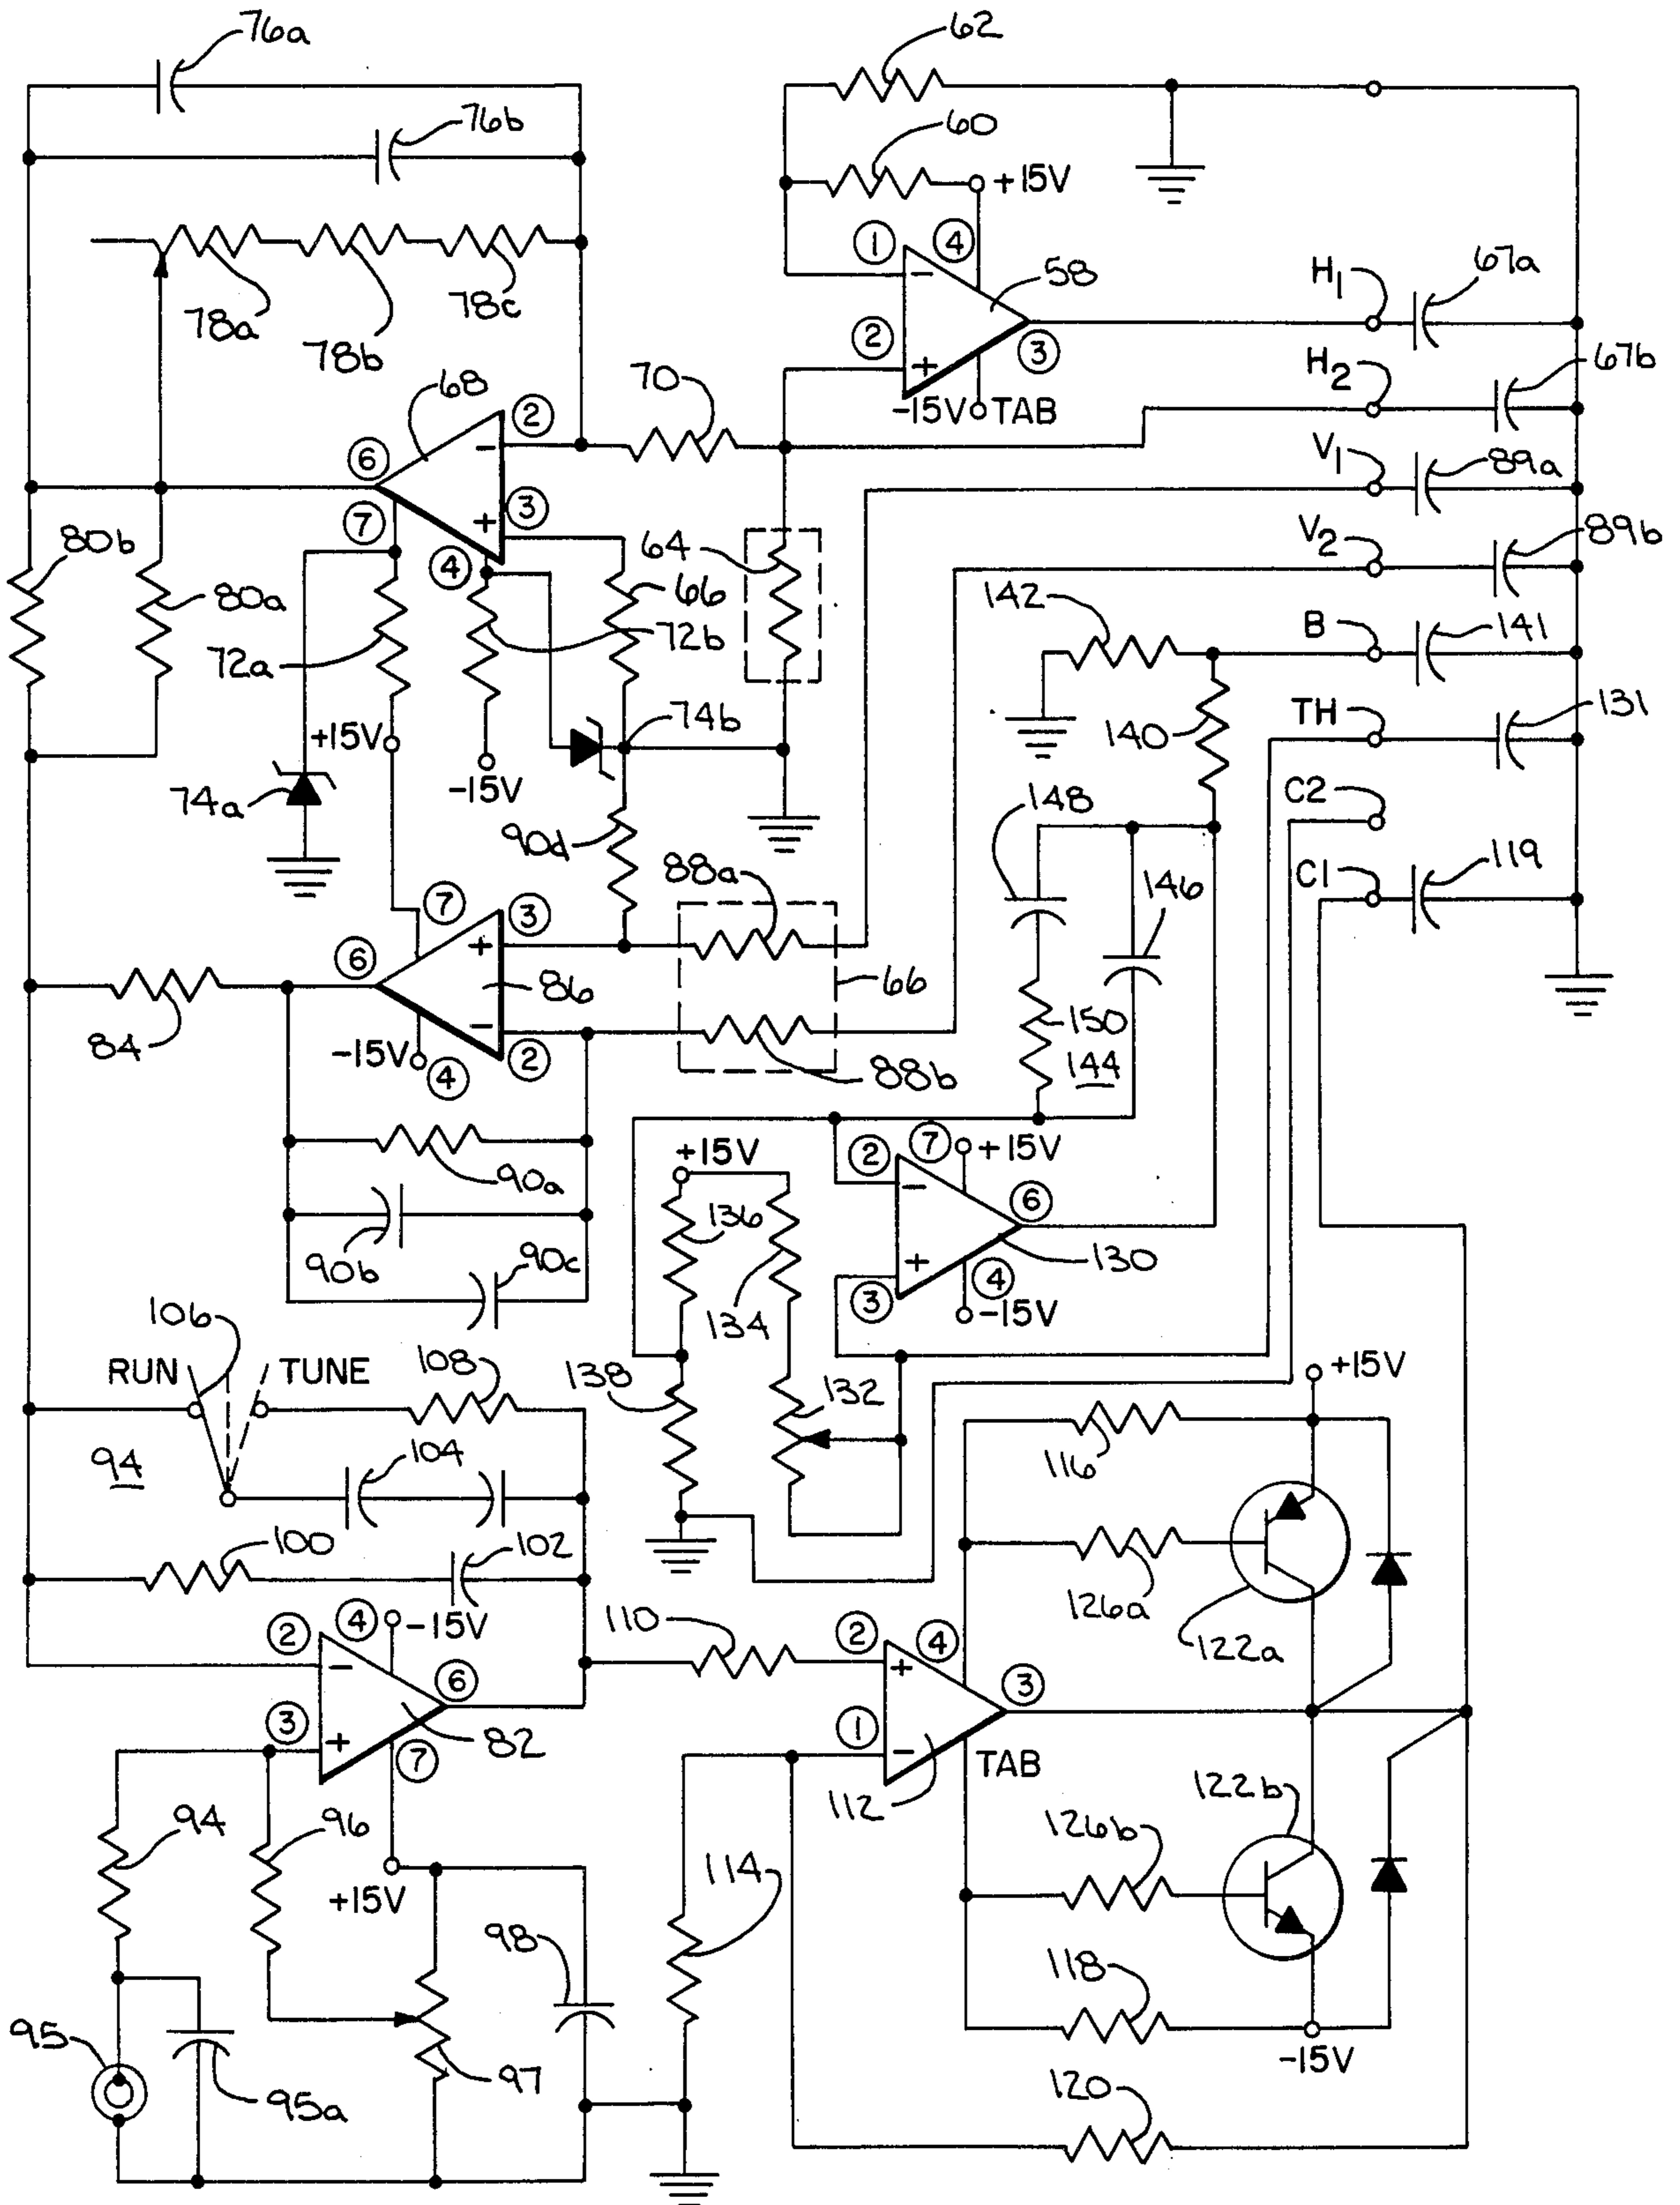 76a
62
76b
60
+15V
① ④
58
78a
78b
78c
②
③
-15V TAB
H1
67a
H2
67b
68
②
70
⑥
-
③
V1
89a
⑦
+
80b
④
64
V2
89b
80a
66
142
B
141
72a
72b
TH
131
+15V
74b
140
74a
-15V
C2
90d
148
88a
C1
119
⑦
③
146
⑥
+
86
66
84
-
150
-15V
④
②
88b
144
+15V
②
⑦
+15V
90a
136
-
⑥
90b
90c
134
+
130
③
④
-15V
106
RUN
TUNE
108
138
132
+15V
94
104
116
100
102
126a
122a
② ④
-15V
110
② ④
-
⑥
+
③
③
+
82
⑦
①
-
TAB
112
122b
94
96
126b
+15V
114
98
118
95
97
-15V
95a
120